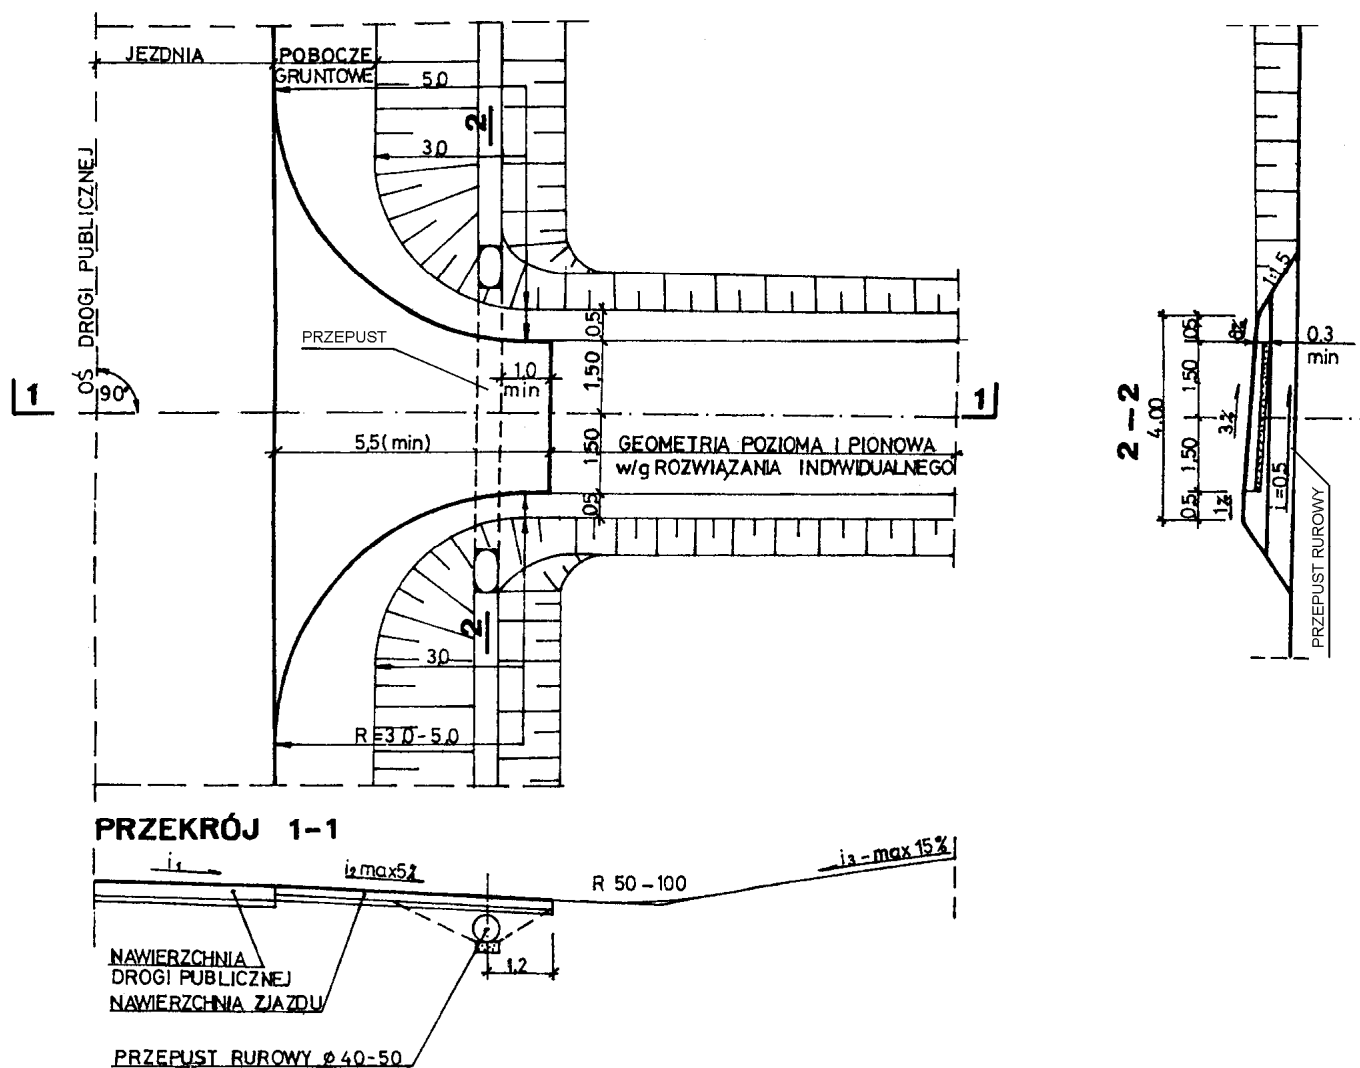 JEZDNIA
POBOCZE
GRUNTOWE
5,0
2
3,0
OŚ DROGI PUBLICZNEJ
90°
PRZEPUST
1,0
min
0,5
1,50
1
1
5,5(min)
1,50
0,5
GEOMETRIA POZIOMA I PIONOWA
w/g ROZWIĄZANIA INDYWIDUALNEGO
2
3,0
R=3,0-5,0
1:1,5
8%
0,3
min
0,5
1,50
4.00
3%
1,50
0,5
1%
i=0,5
2-2
PRZEPUST RUROWY
PRZEKRÓJ 1-1
i1
i2 max5%
R 50-100
i3-max 15%
1,2
NAWIERZCHNIA
DROGI PUBLICZNEJ
NAWIERZCHNIA ZJAZDU
PRZEPUST RUROWY ø 40-50